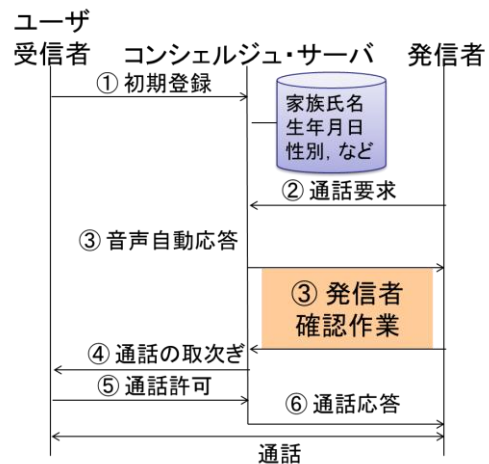 ユーザ
受信者 コンシェルジュ・サーバ 発信者
① 初期登録
家族氏名
生年月日
性別, など
② 通話要求
③ 音声自動応答
③ 発信者
確認作業
④ 通話の取次ぎ
⑤ 通話許可
⑥ 通話応答
通話